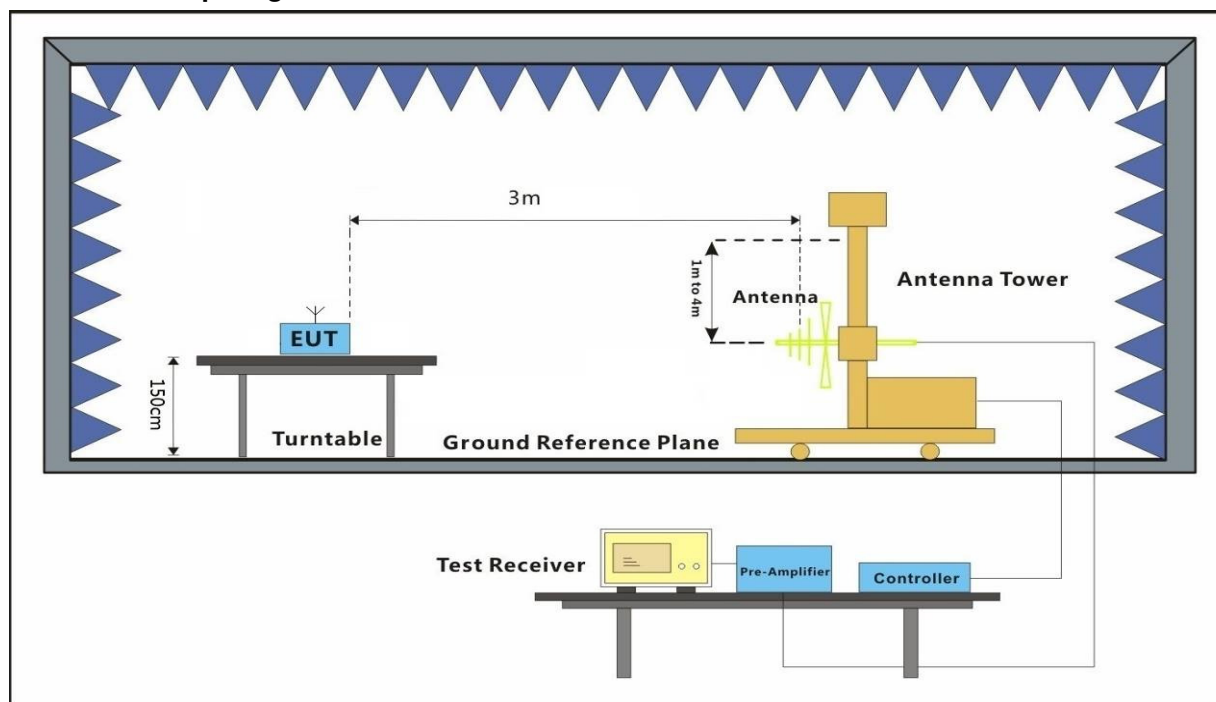 3m
1m to 4m
Antenna Tower
Antenna
EUT
150cm
Turntable
Ground Reference Plane
Test Receiver
Pre-Amplifier
Controller